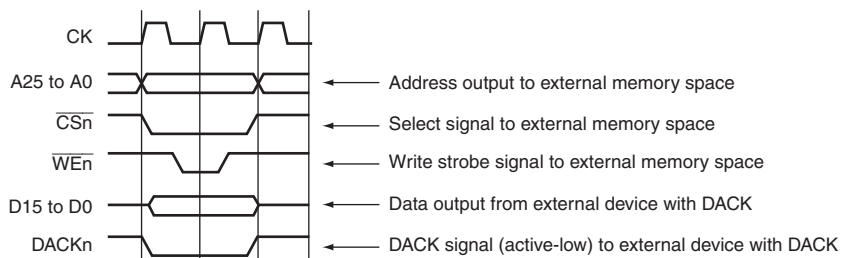 CK
A25 to A0 Address output to external memory space
CSn Select signal to external memory space
WEn Write strobe signal to external memory space
D15 to D0 Data output from external device with DACK
DACKn DACK signal (active-low) to external device with DACK